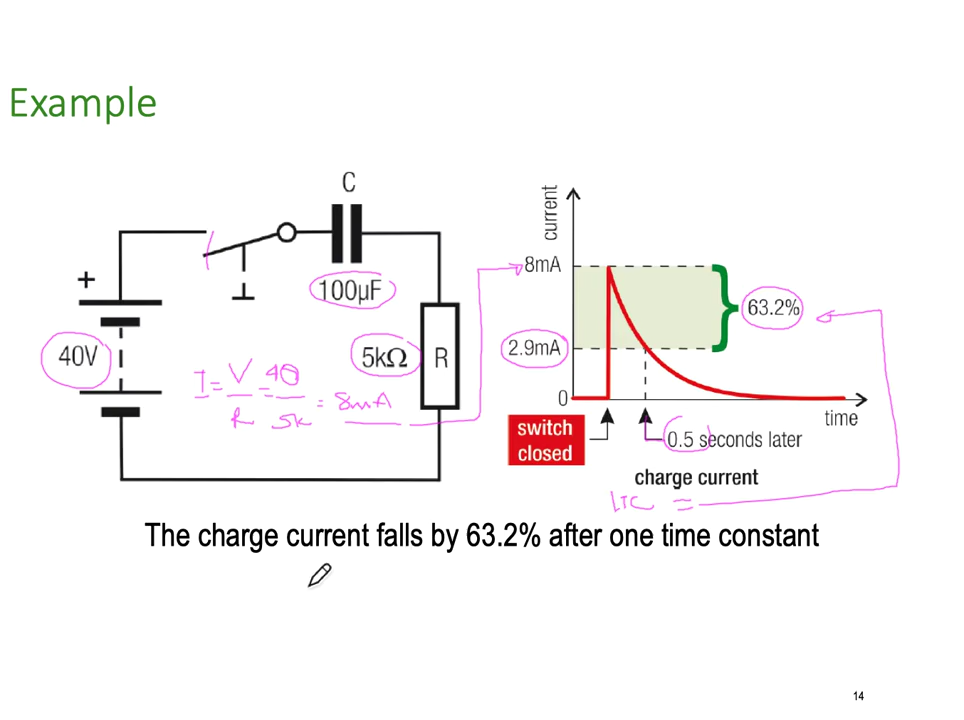 Example
C
+
100µF
40V
5kΩ
R
I = V = 40 = 8mA
R 5k
current
8mA
63.2%
2.9mA
0
time
switch
closed
0.5 seconds later
charge current
1TC =
The charge current falls by 63.2% after one time constant
14